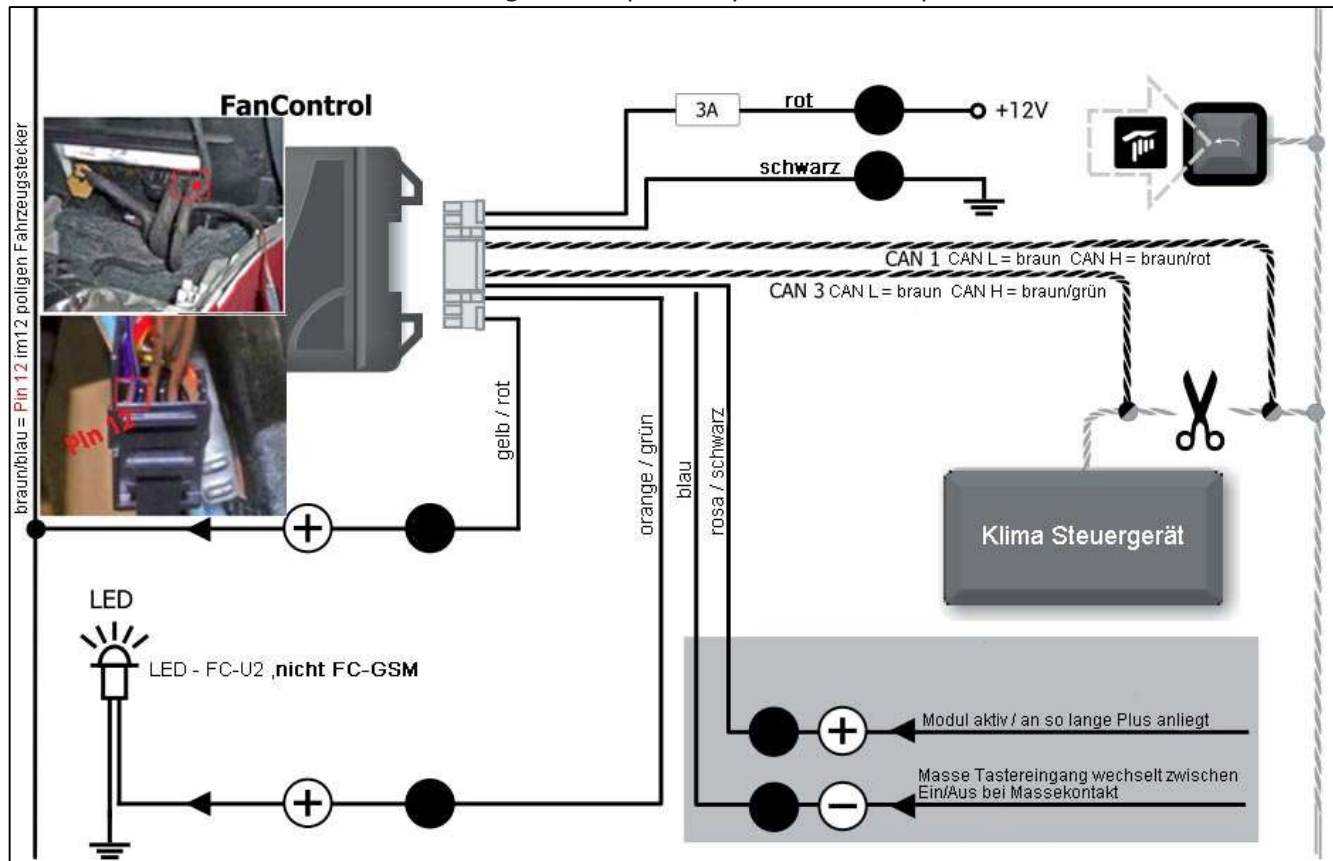 FanControl
3A
rot
+12V
schwarz
CAN 1 CAN L = braun CAN H = braun/rot
CAN 3 CAN L = braun CAN H = braun/grün
braun/blau = Pin 12 im12 poligen Fahrzeugstecker
Pin 12
gelb / rot
orange / grün
blau
rosa / schwarz
Klima Steuergerät
LED
LED - FC-U2 ,nicht FC-GSM
Modul aktiv / an so lange Plus anliegt
Masse Tastereingang wechselt zwischen
Ein/Aus bei Massekontakt